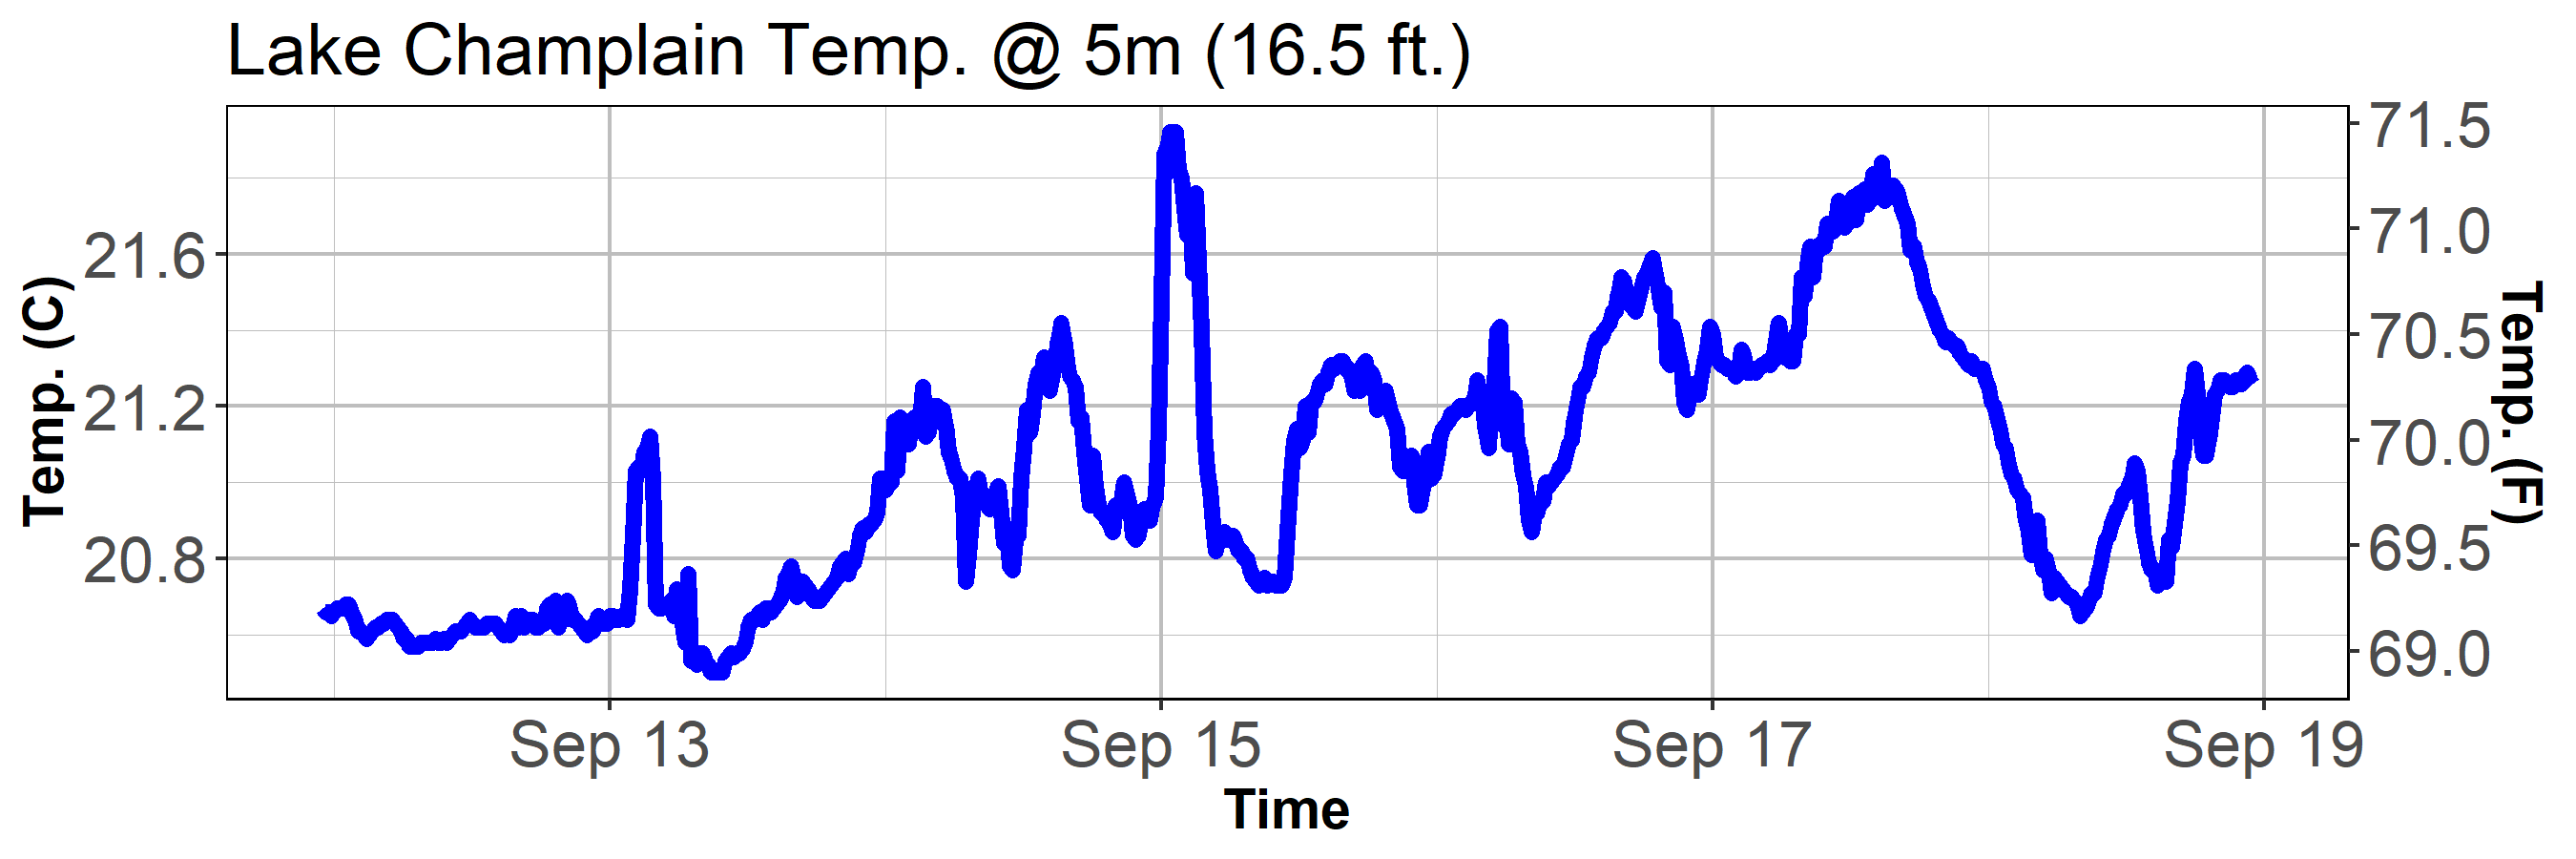 Lake Champlain Temp. @ 5m (16.5 ft.)
Temp. (C)
21.6
21.2
20.8
71.5
71.0
70.5
70.0
69.5
69.0
Temp. (F)
Sep 13
Sep 15
Sep 17
Sep 19
Time